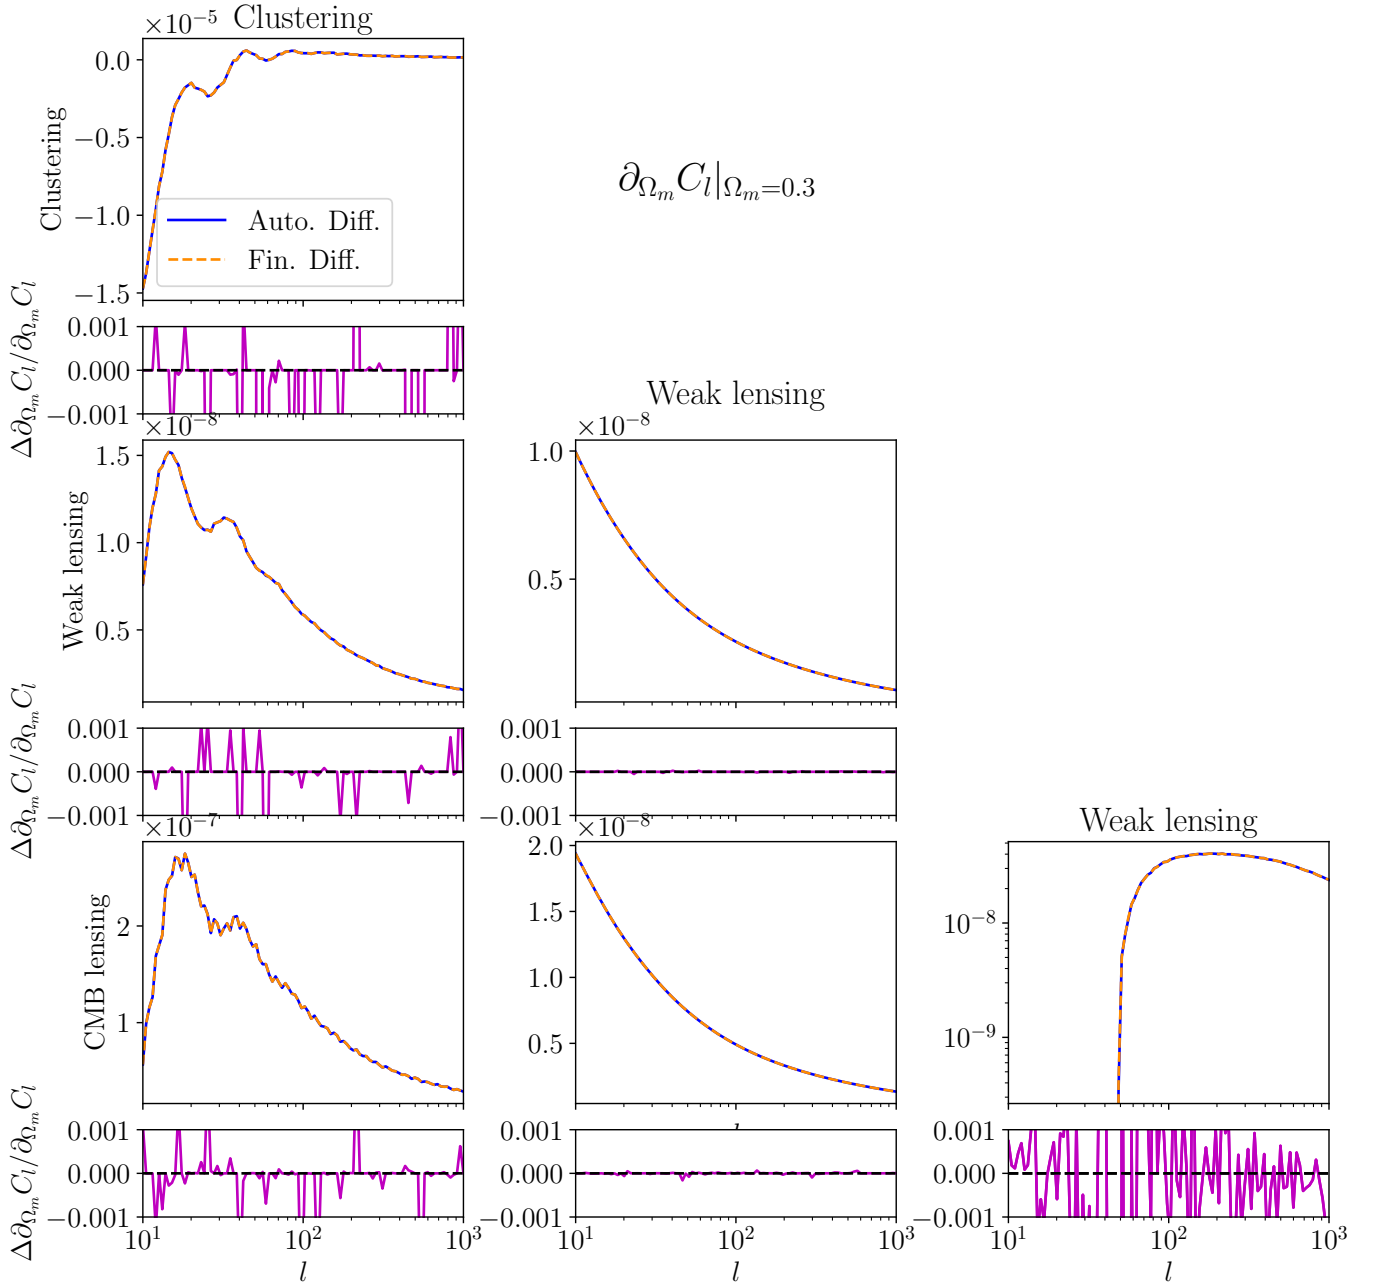 ×10⁻⁵ Clustering
0.0
−0.5
−1.0
−1.5
Clustering
Auto. Diff.
Fin. Diff.
∂_{Ω_m} C_l|_{Ω_m=0.3}
0.001
0.000
−0.001
Δ∂_{Ω_m} C_l/∂_{Ω_m} C_l
×10⁻⁸
1.5
1.0
0.5
Weak lensing
Weak lensing
×10⁻⁸
1.0
0.5
0.001
0.000
−0.001
Δ∂_{Ω_m} C_l/∂_{Ω_m} C_l
0.001
0.000
−0.001
×10⁻⁷
2
1
CMB lensing
×10⁻⁸
2.0
1.5
1.0
0.5
Weak lensing
10⁻⁸
10⁻⁹
0.001
0.000
−0.001
Δ∂_{Ω_m} C_l/∂_{Ω_m} C_l
10¹ 10² 10³
l
0.001
0.000
−0.001
10¹ 10² 10³
l
0.001
0.000
−0.001
10¹ 10² 10³
l